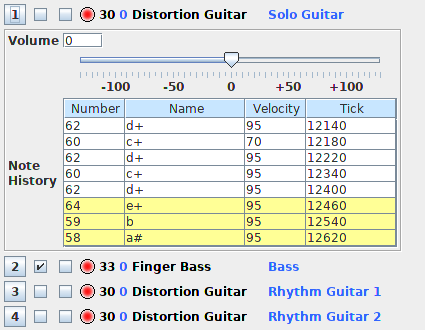 1 30 0 Distortion Guitar Solo Guitar
Volume 0
-100 -50 0 +50 +100
Note History
Number Name Velocity Tick
62 d+ 95 12140
60 c+ 70 12180
62 d+ 95 12220
60 c+ 95 12340
62 d+ 95 12400
64 e+ 95 12460
59 b 95 12540
58 a# 95 12620
2 33 0 Finger Bass Bass
3 30 0 Distortion Guitar Rhythm Guitar 1
4 30 0 Distortion Guitar Rhythm Guitar 2